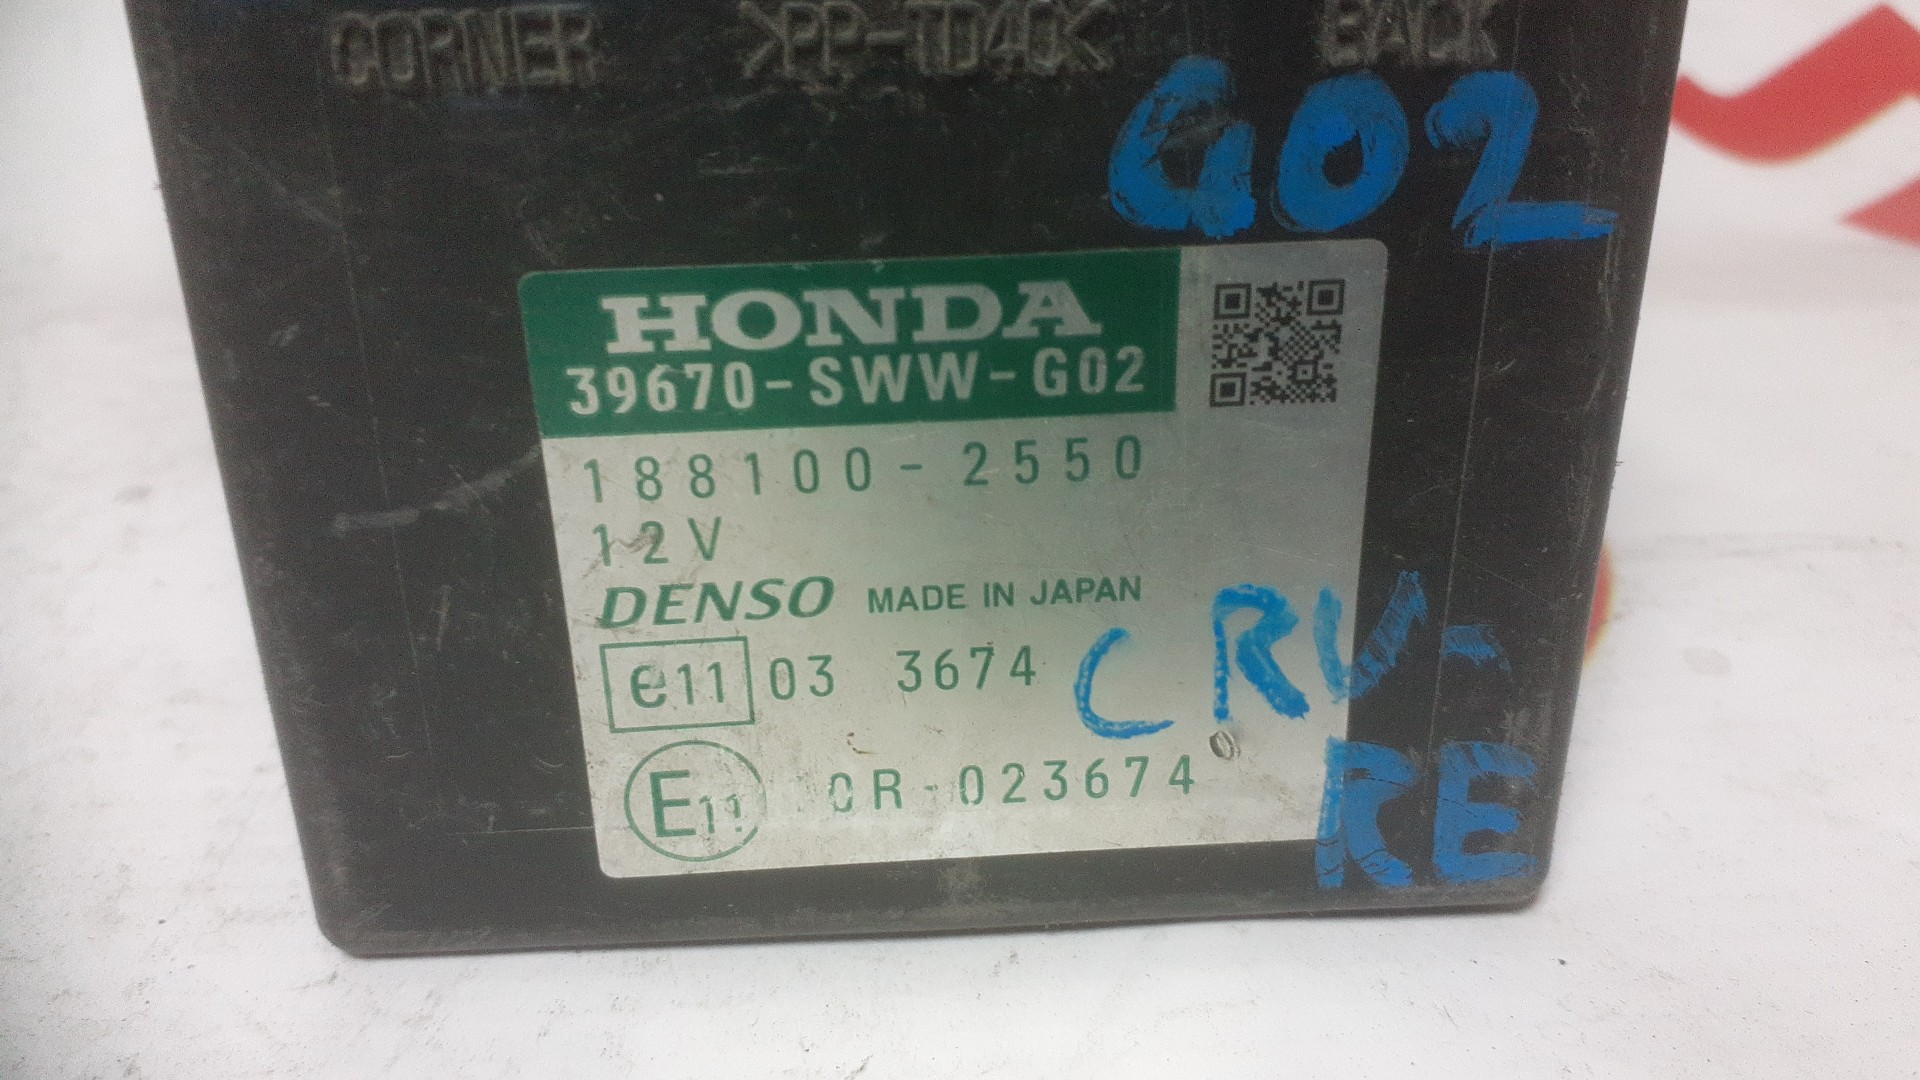 CORNER >PP-TD40< BACK
G02
HONDA
39670-SWW-G02
188100-2550
12V
DENSO MADE IN JAPAN
e11 03 3674
CRV-
E11 0R-023674
RE